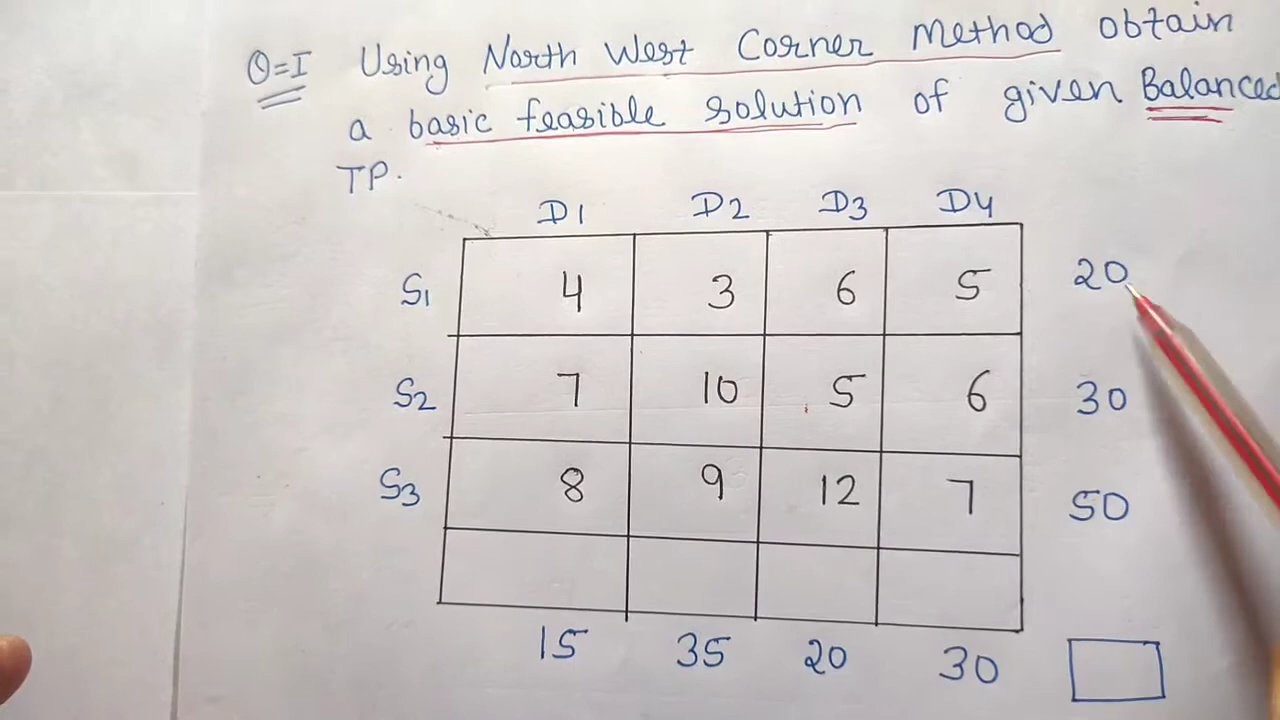 Q=I Using North West Corner Method obtain
a basic feasible solution of given Balanced
TP.
D1 D2 D3 D4
S1 4 3 6 5 20
S2 7 10 5 6 30
S3 8 9 12 7 50
15 35 20 30